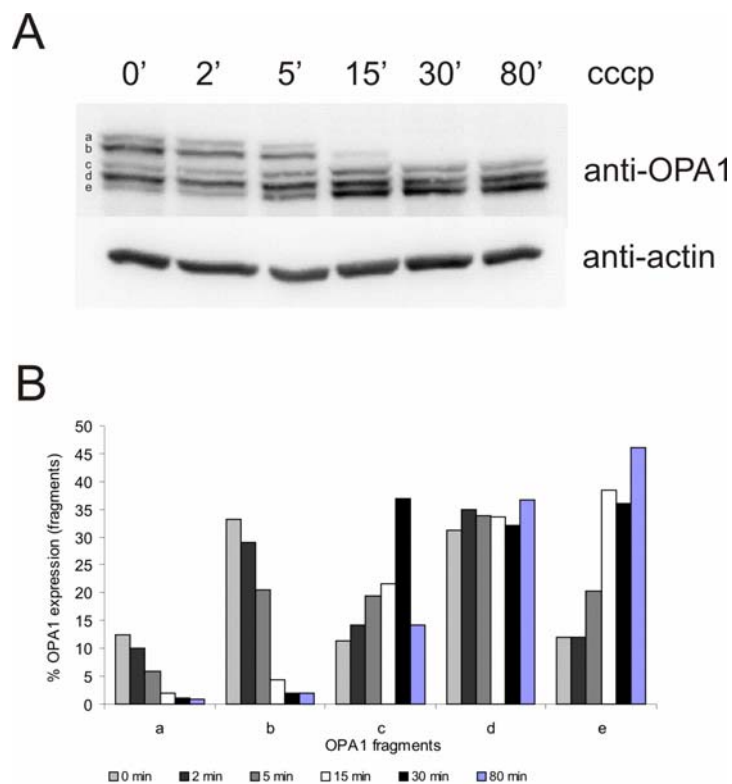 A
0' 2' 5' 15' 30' 80' cccp
a
b
c
d
e
anti-OPA1
anti-actin
B
% OPA1 expression (fragments)
50
45
40
35
30
25
20
15
10
5
0
a b c d e
OPA1 fragments
0 min 2 min 5 min 15 min 30 min 80 min